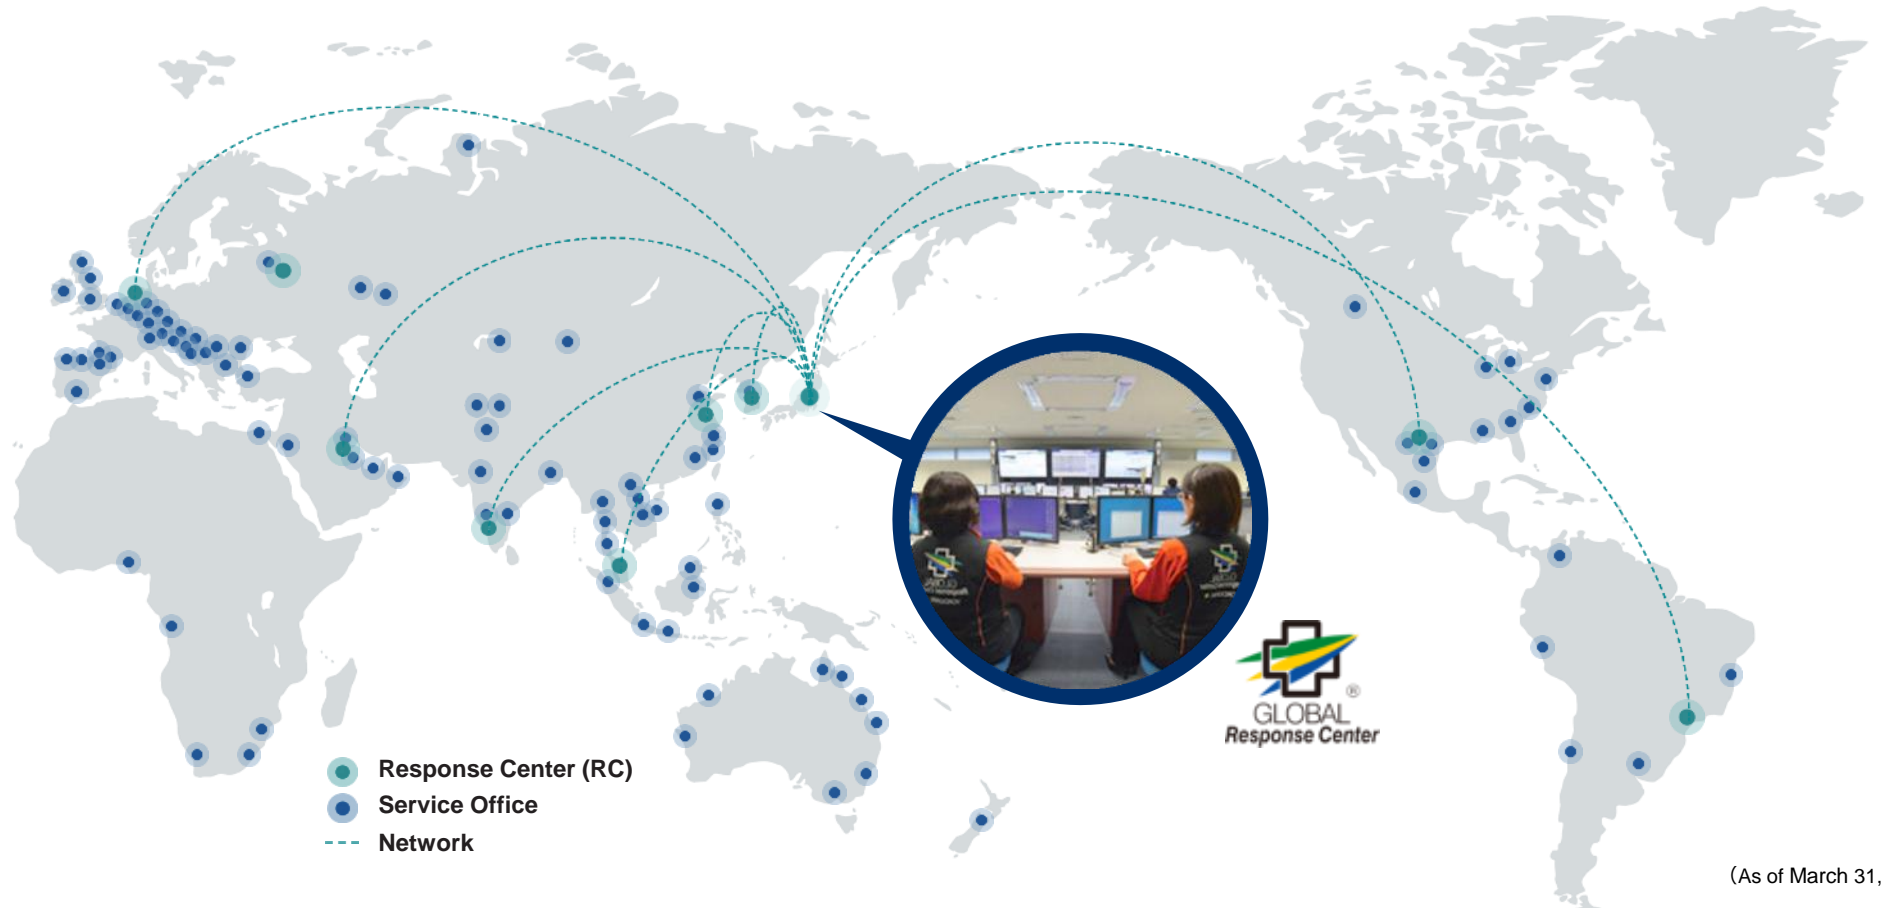 Response Center (RC)
Service Office
Network
GLOBAL
Response Center
®
(As of March 31,